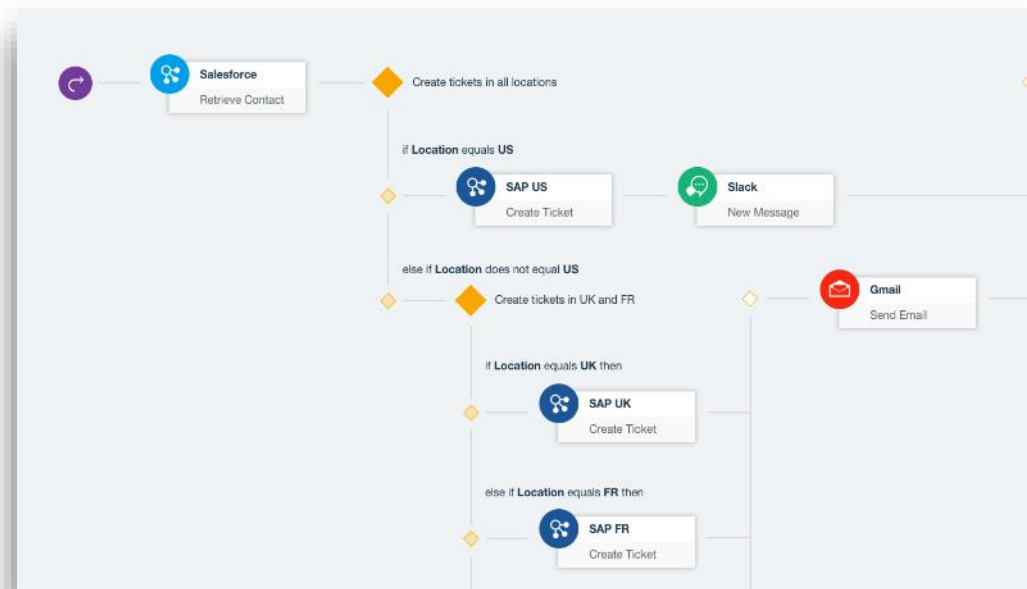 Salesforce
Retrieve Contact
Create tickets in all locations
if Location equals US
SAP US
Create Ticket
Slack
New Message
else if Location does not equal US
Create tickets in UK and FR
Gmail
Send Email
if Location equals UK then
SAP UK
Create Ticket
else if Location equals FR then
SAP FR
Create Ticket